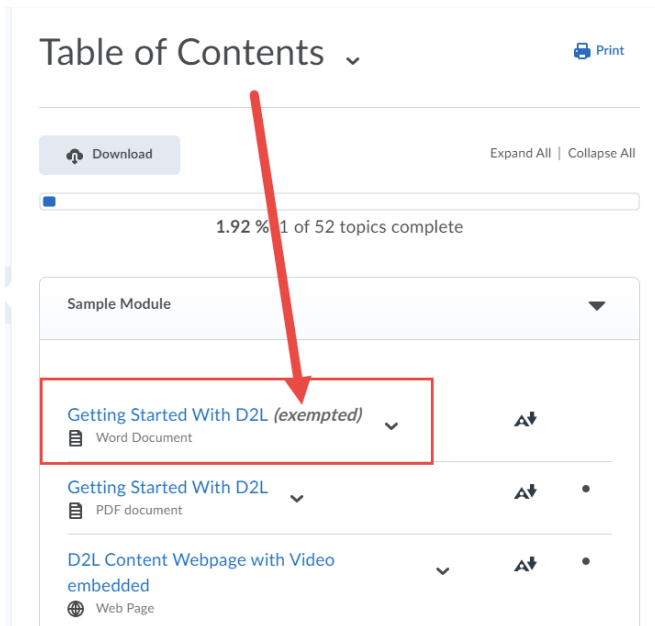 Table of Contents
Print
Download
Expand All | Collapse All
1.92 % 1 of 52 topics complete
Sample Module
Getting Started With D2L (exempted)
Word Document
Getting Started With D2L
PDF document
D2L Content Webpage with Video
embedded
Web Page